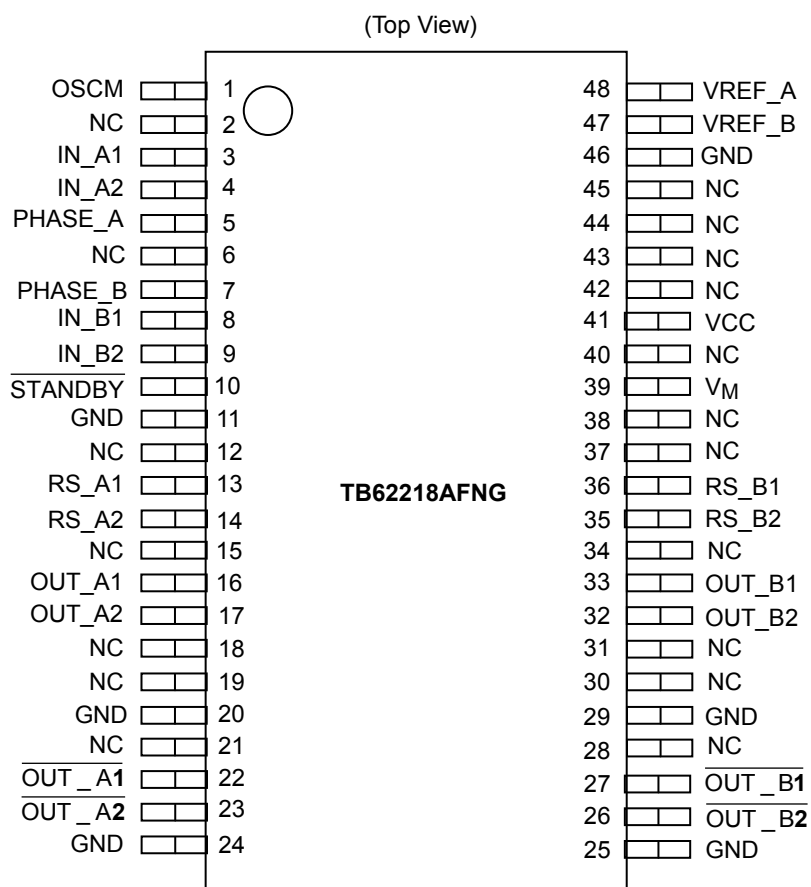 (Top View)
OSCM 1 48 VREF_A
NC 2 47 VREF_B
IN_A1 3 46 GND
IN_A2 4 45 NC
PHASE_A 5 44 NC
NC 6 43 NC
PHASE_B 7 42 NC
IN_B1 8 41 VCC
IN_B2 9 40 NC
STANDBY 10 39 VM
GND 11 38 NC
NC 12 37 NC
RS_A1 13 TB62218AFNG 36 RS_B1
RS_A2 14 35 RS_B2
NC 15 34 NC
OUT_A1 16 33 OUT_B1
OUT_A2 17 32 OUT_B2
NC 18 31 NC
NC 19 30 NC
GND 20 29 GND
NC 21 28 NC
OUT_A1 22 27 OUT_B1
OUT_A2 23 26 OUT_B2
GND 24 25 GND